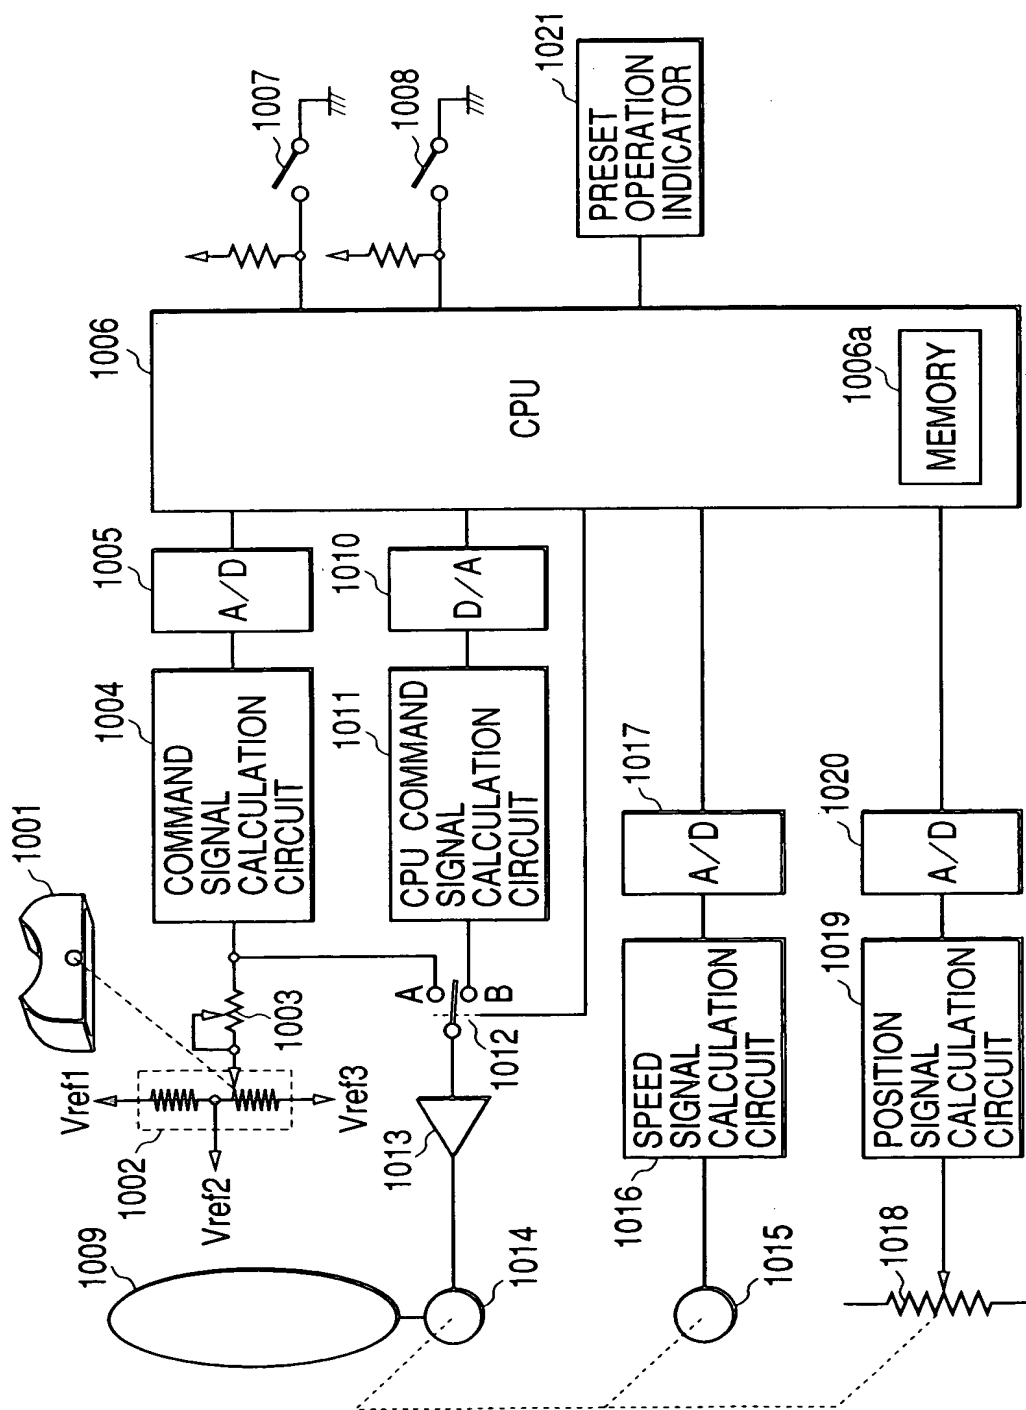 1001
Vref1
1002
Vref2
Vref3
1003
1004
COMMAND
SIGNAL
CALCULATION
CIRCUIT
1005
A/D
1006
CPU
1006a
MEMORY
1007
1008
1009
1010
D/A
1011
CPU COMMAND
SIGNAL
CALCULATION
CIRCUIT
A
B
1012
1013
1014
1015
1016
SPEED
SIGNAL
CALCULATION
CIRCUIT
1017
A/D
1018
1019
POSITION
SIGNAL
CALCULATION
CIRCUIT
1020
A/D
1021
PRESET
OPERATION
INDICATOR